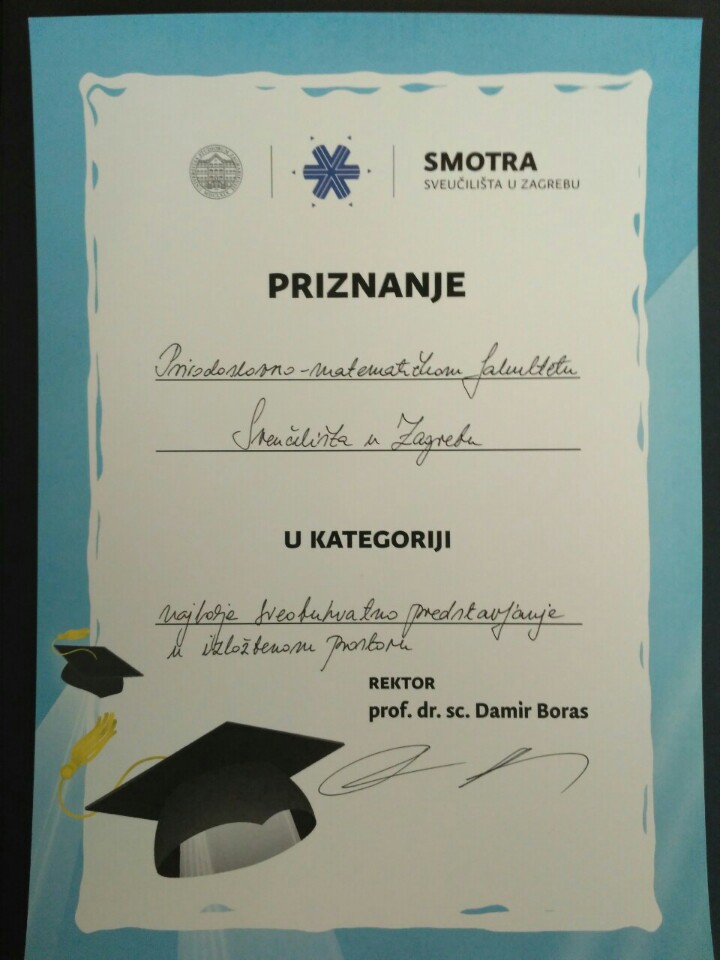 SMOTRA
SVEUČILIŠTA U ZAGREBU
PRIZNANJE
Prirodoslovno-matematičkom fakultetu
Sveučilišta u Zagrebu
U KATEGORIJI
najbolje sveobuhvatno predstavljanje
u izložbenom prostoru
REKTOR
prof. dr. sc. Damir Boras